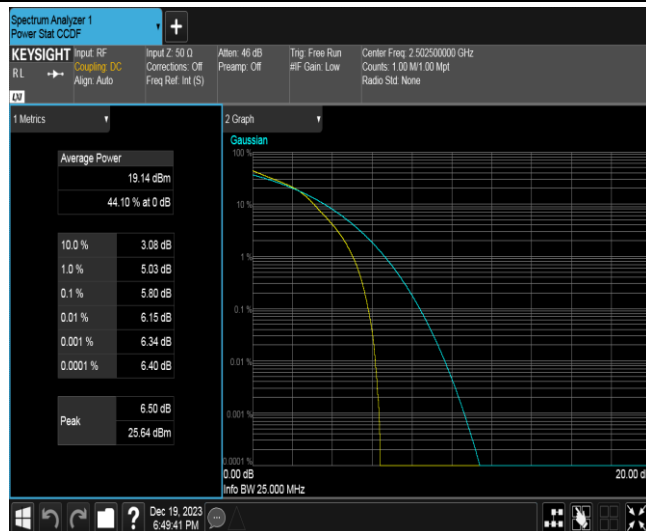 Spectrum Analyzer 1
Power Stat CCDF
KEYSIGHT
RL
Input: RF
Coupling: DC
Align: Auto
Input Z: 50 Ω
Corrections: Off
Freq Ref: Int (S)
Atten: 46 dB
Preamp: Off
Trig: Free Run
#IF Gain: Low
Center Freq: 2.502500000 GHz
Counts: 1.00 M/1.00 Mpt
Radio Std: None
LXI
1 Metrics
Average Power
19.14 dBm
44.10 % at 0 dB
10.0 % 3.08 dB
1.0 % 5.03 dB
0.1 % 5.80 dB
0.01 % 6.15 dB
0.001 % 6.34 dB
0.0001 % 6.40 dB
Peak
6.50 dB
25.64 dBm
2 Graph
Gaussian
100 %
10 %
1 %
0.1 %
0.01 %
0.001 %
0.0001 %
0.00 dB
20.00 d
Info BW 25.000 MHz
?
Dec 19, 2023
6:49:41 PM